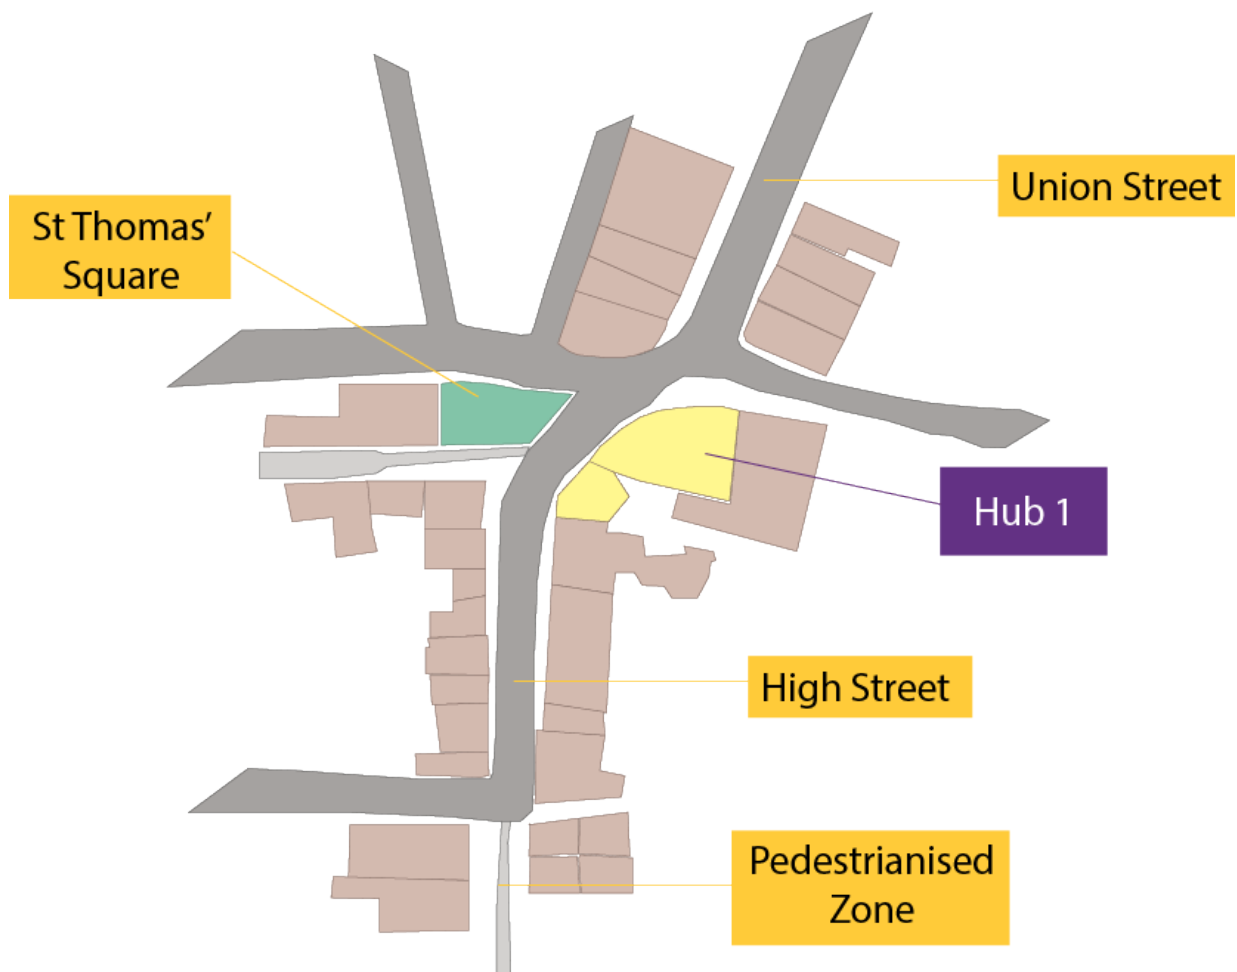 Union Street
St Thomas’
Square
Hub 1
High Street
Pedestrianised
Zone